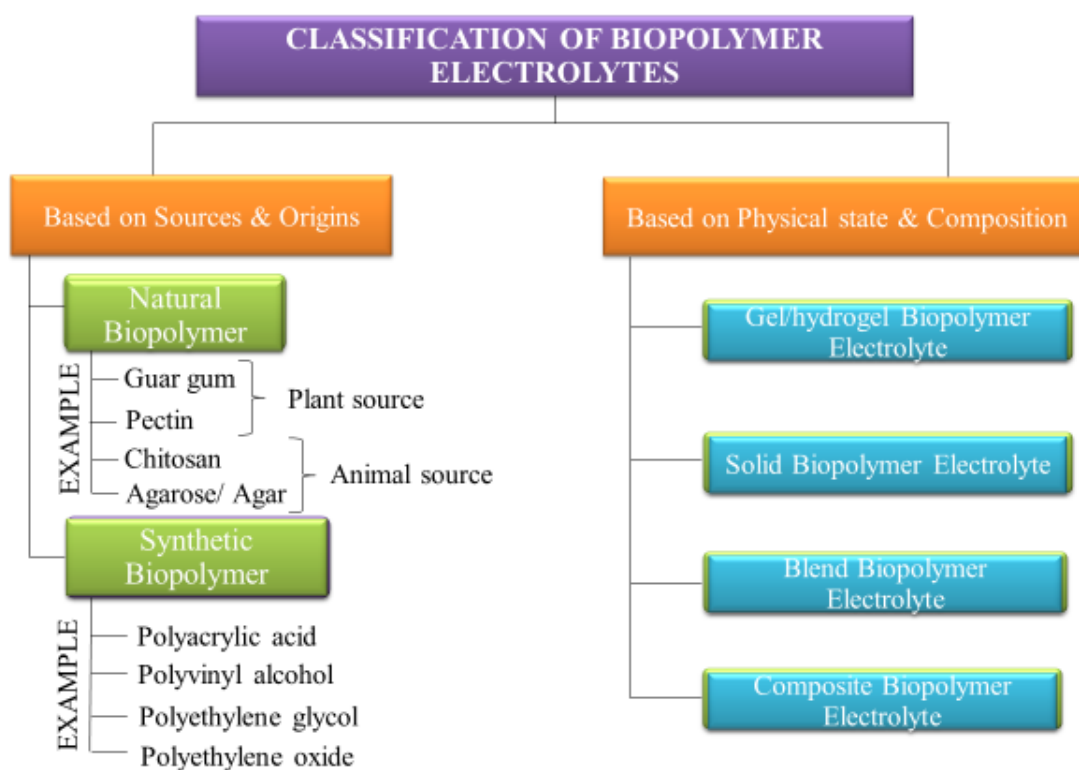 CLASSIFICATION OF BIOPOLYMER
ELECTROLYTES
Based on Sources & Origins
Natural
Biopolymer
EXAMPLE
Guar gum
Pectin
Plant source
Chitosan
Agarose/ Agar
Animal source
Synthetic
Biopolymer
EXAMPLE
Polyacrylic acid
Polyvinyl alcohol
Polyethylene glycol
Polyethylene oxide
Based on Physical state & Composition
Gel/hydrogel Biopolymer
Electrolyte
Solid Biopolymer Electrolyte
Blend Biopolymer
Electrolyte
Composite Biopolymer
Electrolyte